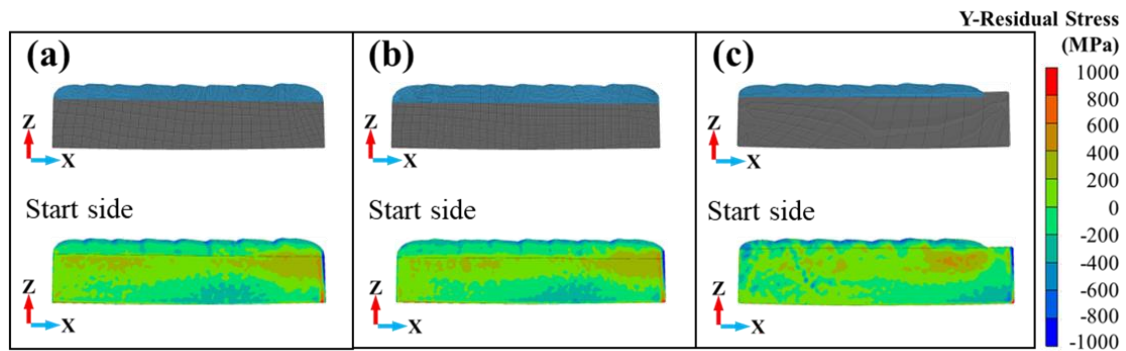 Y-Residual Stress
(MPa)
(a)
(b)
(c)
Z
X
Z
X
Z
X
Start side
Start side
Start side
Z
X
Z
X
Z
X
1000
800
600
400
200
0
-200
-400
-600
-800
-1000